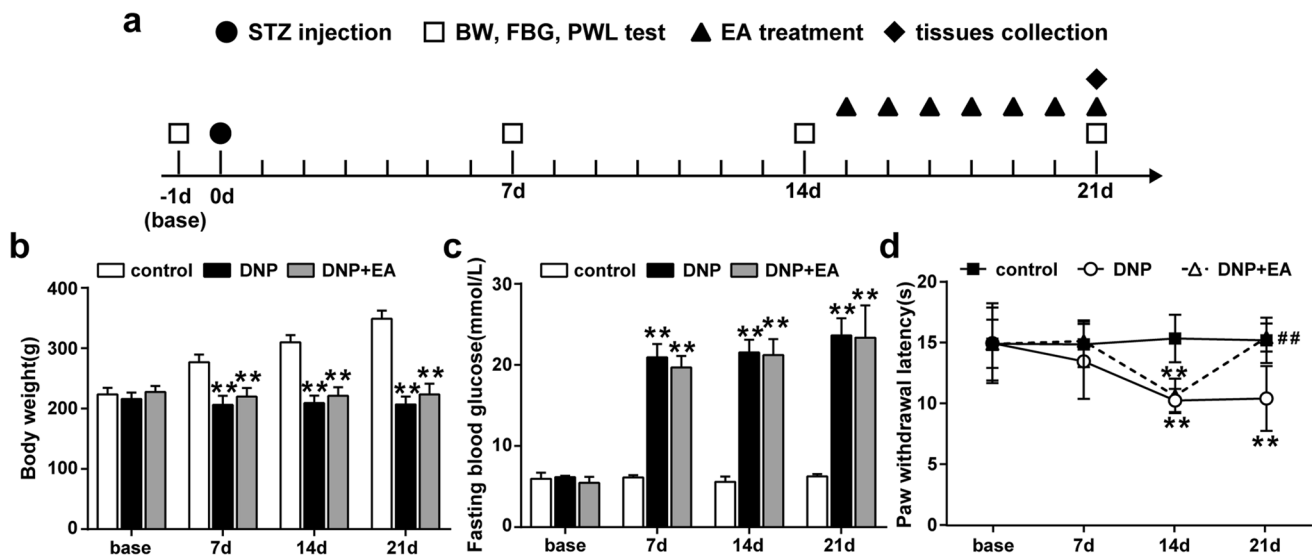 a
STZ injection BW, FBG, PWL test EA treatment tissues collection
-1d 0d 7d 14d 21d
(base)
b
control DNP DNP+EA
Body weight(g)
400
300
200
100
0
** ** ** ** ** **
base 7d 14d 21d
c
control DNP DNP+EA
Fasting blood glucose(mmol/L)
30
20
10
0
** ** ** ** ** **
base 7d 14d 21d
d
control DNP DNP+EA
Paw withdrawal latency(s)
20
15
10
5
0
##
**
** **
base 7d 14d 21d